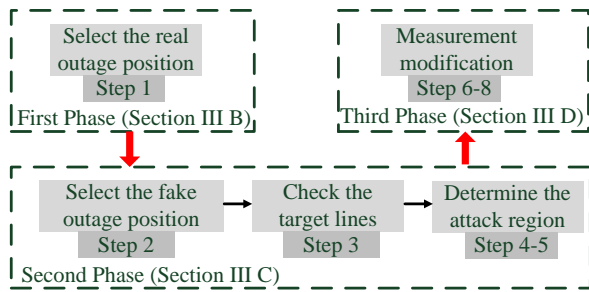 Select the real
outage position
Step 1
First Phase (Section III B)
Measurement
modification
Step 6-8
Third Phase (Section III D)
Select the fake
outage position
Step 2
Check the
target lines
Step 3
Determine the
attack region
Step 4-5
Second Phase (Section III C)